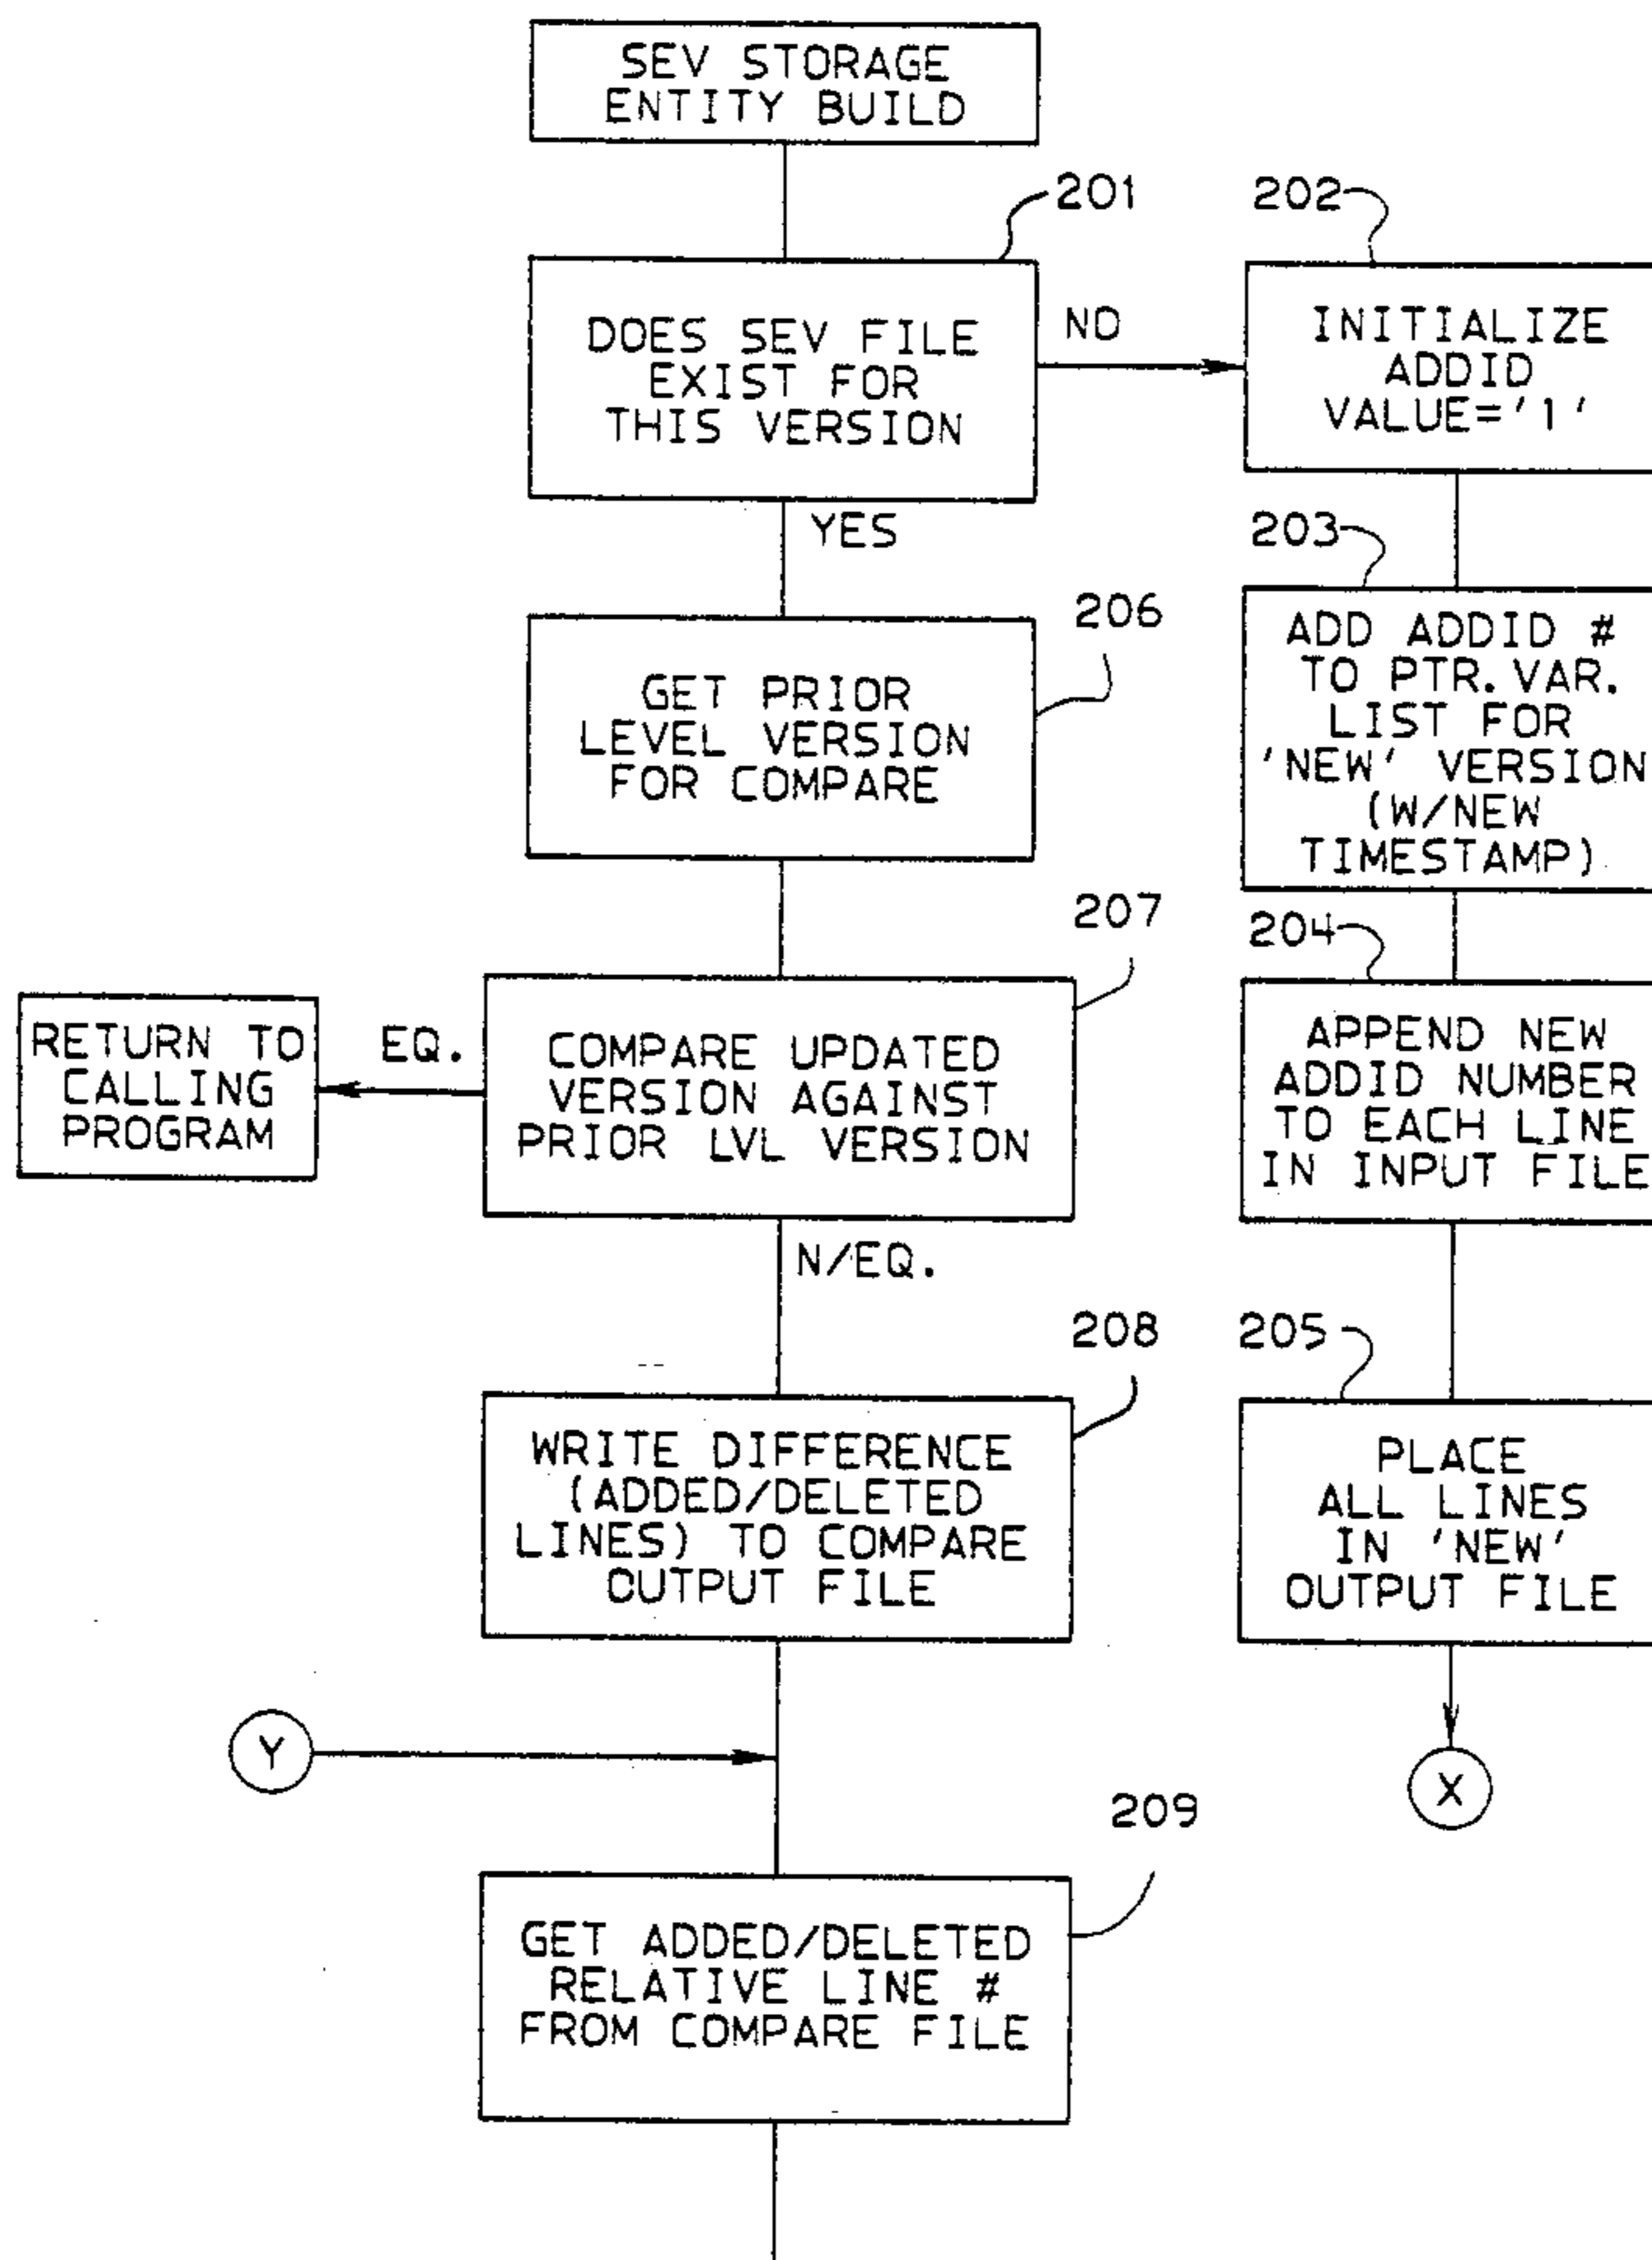 SEV STORAGE
ENTITY BUILD
201
DOES SEV FILE
EXIST FOR
THIS VERSION
NO
202
INITIALIZE
ADDID
VALUE='1'
YES
203
ADD ADDID #
TO PTR.VAR.
LIST FOR
'NEW' VERSION
(W/NEW
TIMESTAMP)
206
GET PRIOR
LEVEL VERSION
FOR COMPARE
207
COMPARE UPDATED
VERSION AGAINST
PRIOR LVL VERSION
EQ.
RETURN TO
CALLING
PROGRAM
204
APPEND NEW
ADDID NUMBER
TO EACH LINE
IN INPUT FILE
N/EQ.
208
WRITE DIFFERENCE
(ADDED/DELETED
LINES) TO COMPARE
OUTPUT FILE
205
PLACE
ALL LINES
IN 'NEW'
OUTPUT FILE
Y
X
209
GET ADDED/DELETED
RELATIVE LINE #
FROM COMPARE FILE